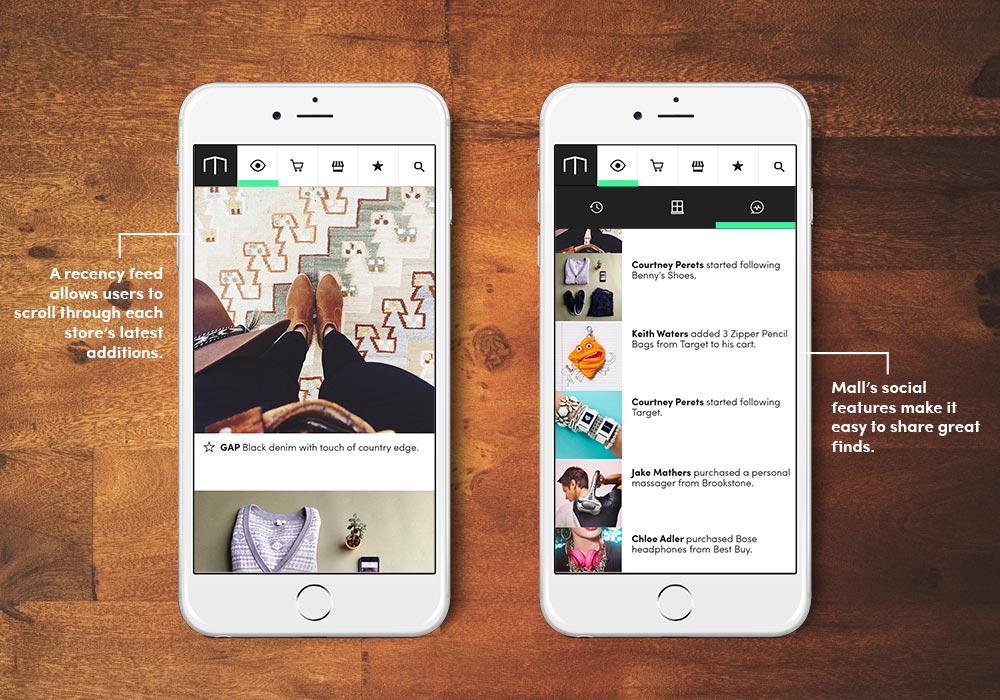 A recency feed
allows users to
scroll through each
store's latest
additions.
GAP Black denim with touch of country edge.
Courtney Perets started following
Benny's Shoes.
Keith Waters added 3 Zipper Pencil
Bags from Target to his cart.
Courtney Perets started following
Target.
Jake Mathers purchased a personal
massager from Brookstone.
Chloe Adler purchased Bose
headphones from Best Buy.
Mall's social
features make it
easy to share great
finds.